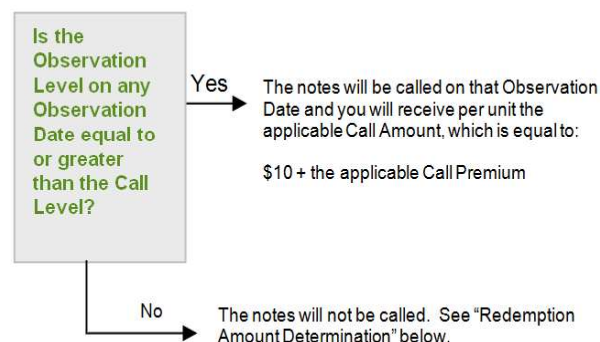 Is the
Observation
Level on any
Observation
Date equal to
or greater
than the Call
Level?
Yes
The notes will be called on that Observation
Date and you will receive per unit the
applicable Call Amount, which is equal to:
$10 + the applicable Call Premium
No
The notes will not be called. See “Redemption
Amount Determination” below.